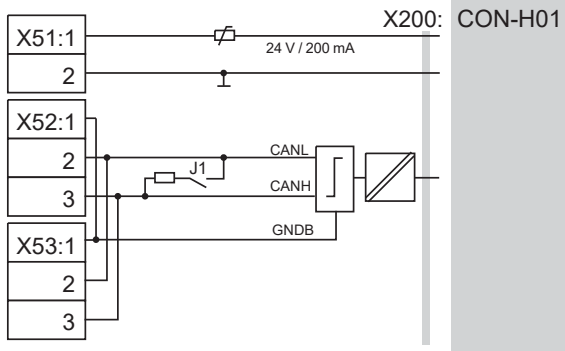 X200: CON-H01
X51:1
24 V / 200 mA
2
X52:1
CANL
2
J1
CANH
3
GNDB
X53:1
2
3